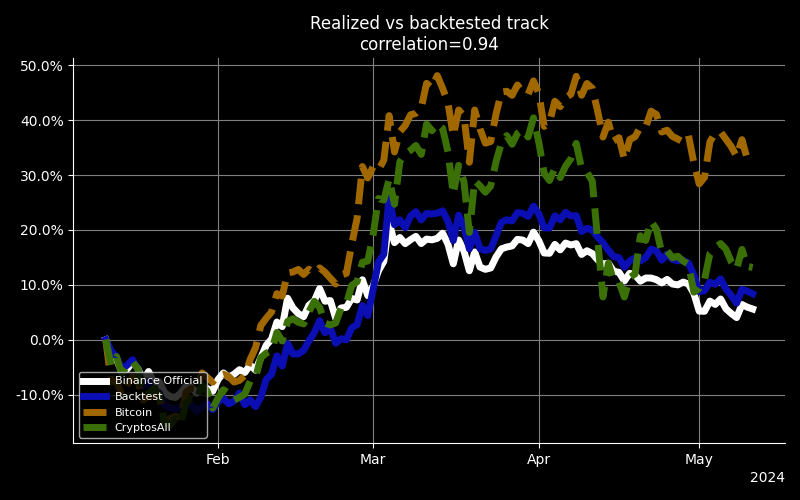 Realized vs backtested track
correlation=0.94
50.0%
40.0%
30.0%
20.0%
10.0%
0.0%
-10.0%
Binance Official
Backtest
Bitcoin
CryptosAll
Feb
Mar
Apr
May
2024